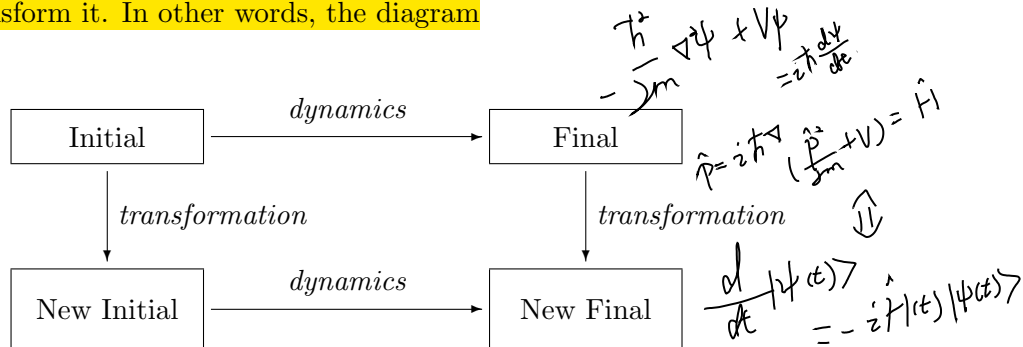 sform it. In other words, the diagram
-ħ²/2m ∇²ψ + Vψ
= iħ dψ/dt
dynamics
Initial
Final
p̂ = iħ∇ (p̂²/2m + V) = Ĥ
transformation
transformation
⇕
dynamics
New Initial
New Final
d/dt |ψ(t)⟩
= -iĤ(t)|ψ(t)⟩